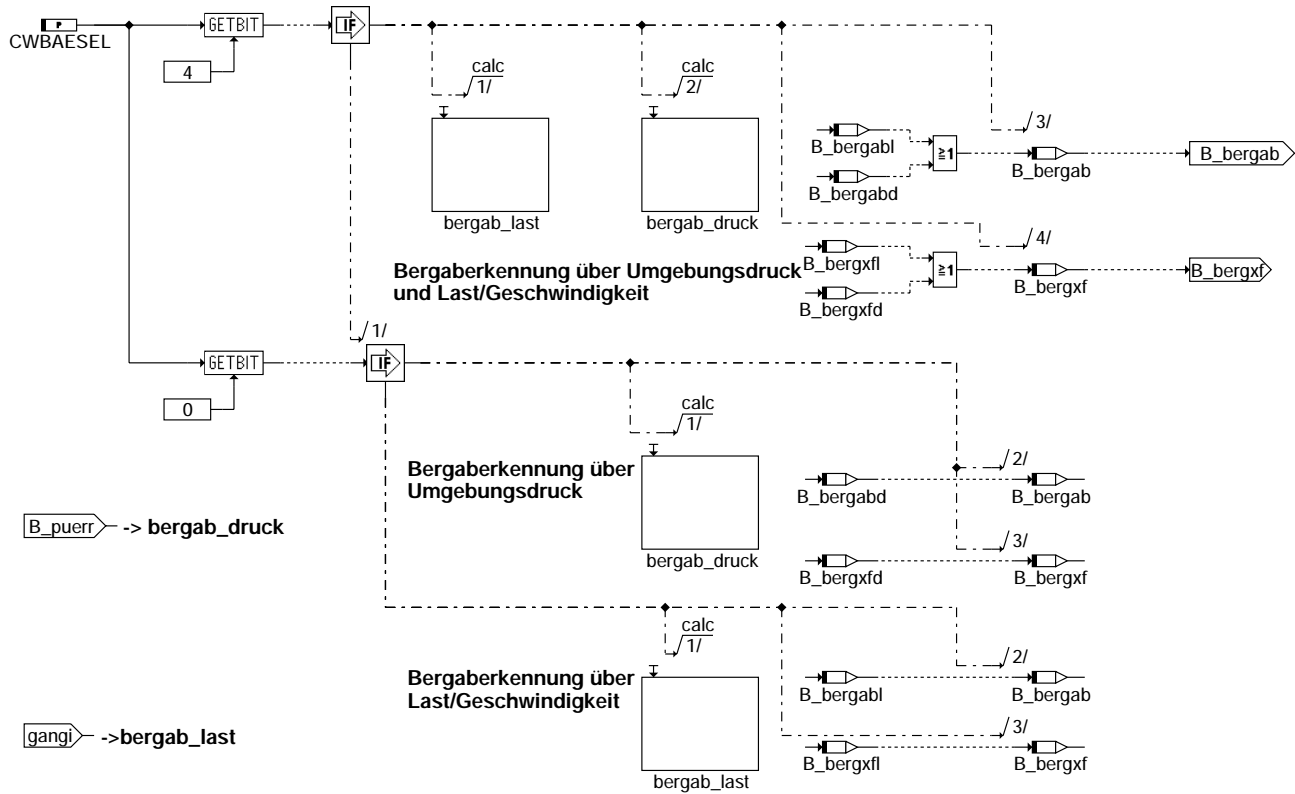 P
CWBAESEL
GETBIT
4
IF
calc
1/
bergab_last
calc
2/
bergab_druck
B_bergabl
B_bergabd
≧1
3/
B_bergab
B_bergab
Bergaberkennung über Umgebungsdruck
und Last/Geschwindigkeit
B_bergxfl
B_bergxfd
≧1
4/
B_bergxf
B_bergxf
1/
GETBIT
0
IF
calc
1/
Bergaberkennung über
Umgebungsdruck
bergab_druck
B_bergabd
2/
B_bergab
B_bergxfd
3/
B_bergxf
B_puerr
-> bergab_druck
calc
1/
Bergaberkennung über
Last/Geschwindigkeit
bergab_last
B_bergabl
2/
B_bergab
B_bergxfl
3/
B_bergxf
gangi
->bergab_last